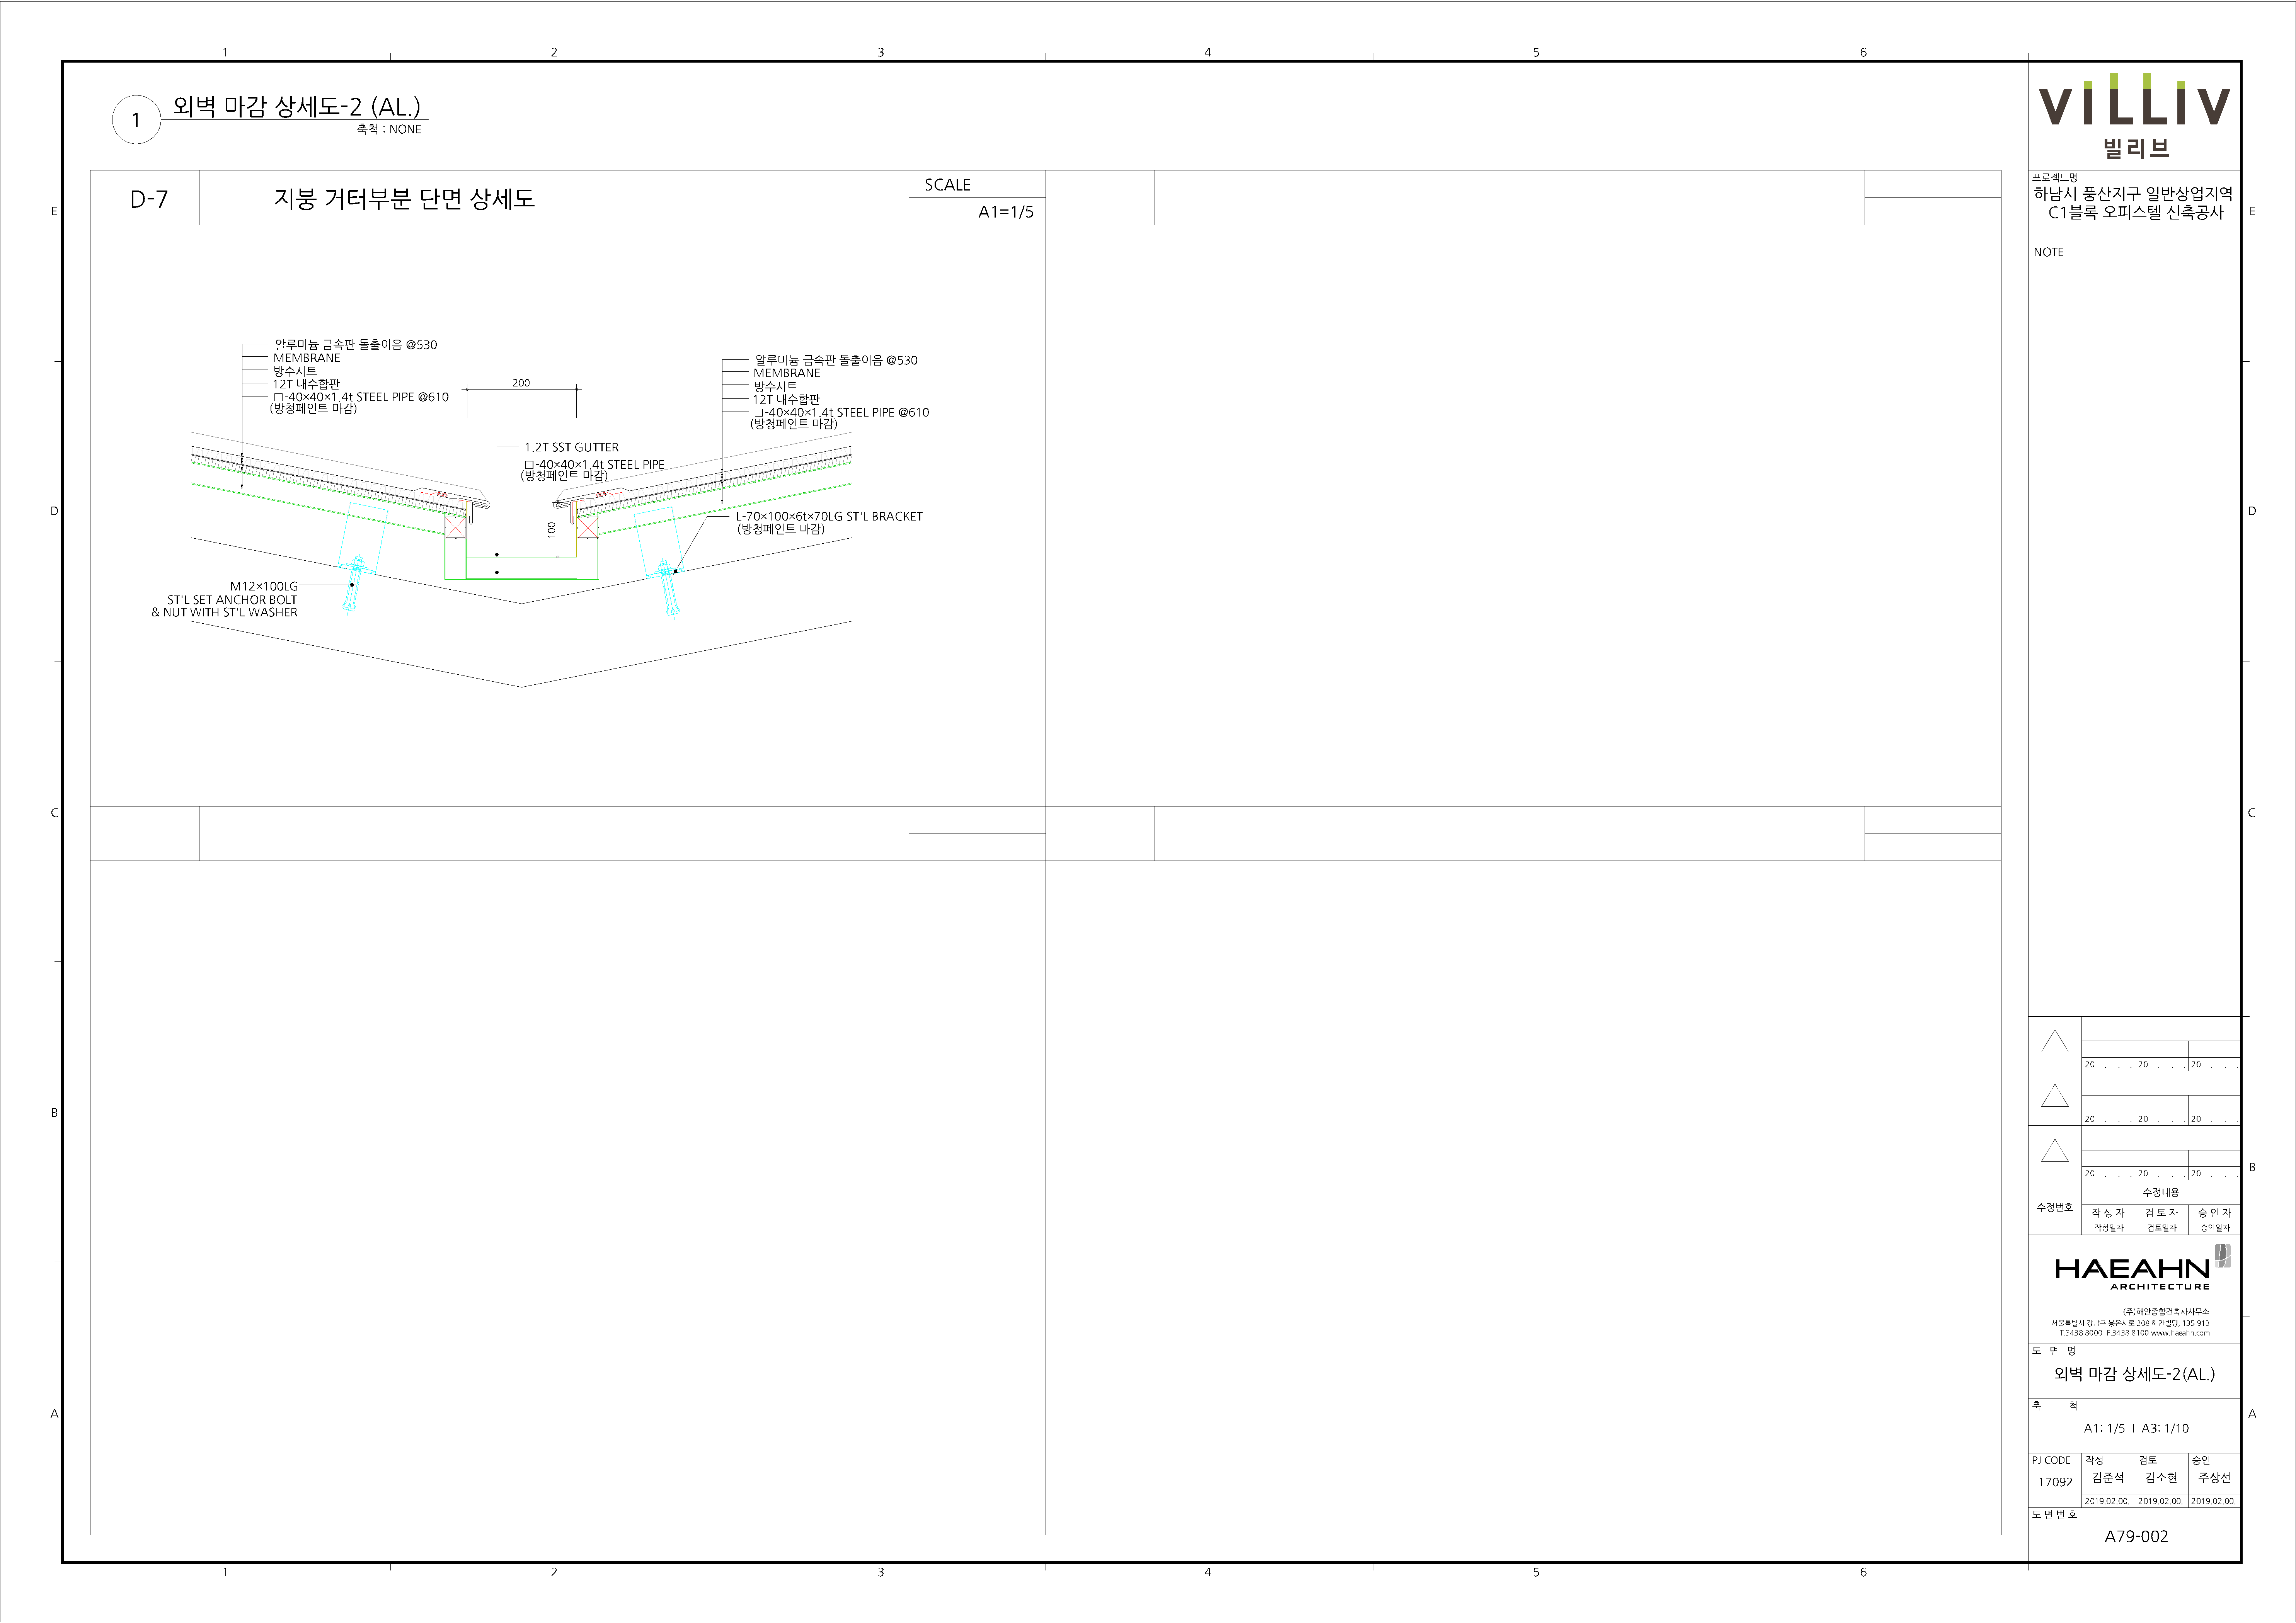 1 2 3 4 5 6
1
외벽 마감 상세도-2 (AL.)
축척 : NONE
D-7
지붕 거터부분 단면 상세도
SCALE
A1=1/5
알루미늄 금속판 돌출이음 @530
MEMBRANE
방수시트
12T 내수합판
□-40×40×1.4t STEEL PIPE @610
(방청페인트 마감)
200
알루미늄 금속판 돌출이음 @530
MEMBRANE
방수시트
12T 내수합판
□-40×40×1.4t STEEL PIPE @610
(방청페인트 마감)
1.2T SST GUTTER
□-40×40×1.4t STEEL PIPE
(방청페인트 마감)
100
L-70×100×6t×70LG ST'L BRACKET
(방청페인트 마감)
M12×100LG
ST'L SET ANCHOR BOLT
& NUT WITH ST'L WASHER
E
D
C
B
A
VILLIV
빌리브
프로젝트명
하남시 풍산지구 일반상업지역
C1블록 오피스텔 신축공사
NOTE
20 . . . 20 . . . 20 . . .
20 . . . 20 . . . 20 . . .
20 . . . 20 . . . 20 . . .
수정번호
수정내용
작 성 자 검 토 자 승 인 자
작성일자 검토일자 승인일자
HAEAHN
ARCHITECTURE
(주)해안종합건축사사무소
서울특별시 강남구 봉은사로 208 해안빌딩, 135-913
T.3438 8000 F.3438 8100 www.haeahn.com
도 면 명
외벽 마감 상세도-2(AL.)
축 척
A1: 1/5 I A3: 1/10
PJ CODE 작성 검토 승인
17092 김준석 김소현 주상선
2019.02.00. 2019.02.00. 2019.02.00.
도 면 번 호
A79-002
E
D
C
B
A
1 2 3 4 5 6